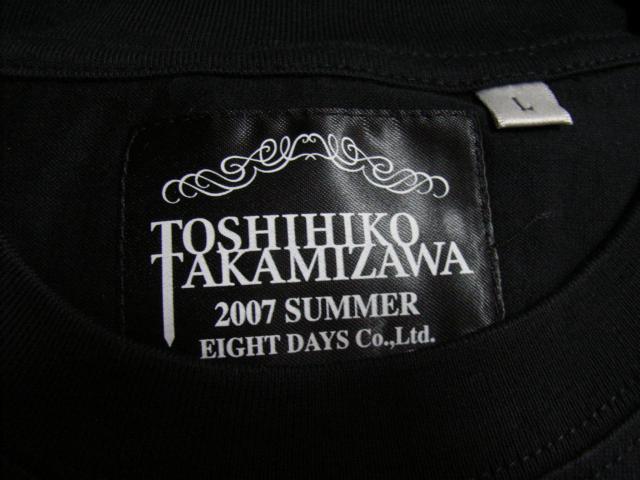 L
TOSHIHIKO
TAKAMIZAWA
2007 SUMMER
EIGHT DAYS Co.,Ltd.